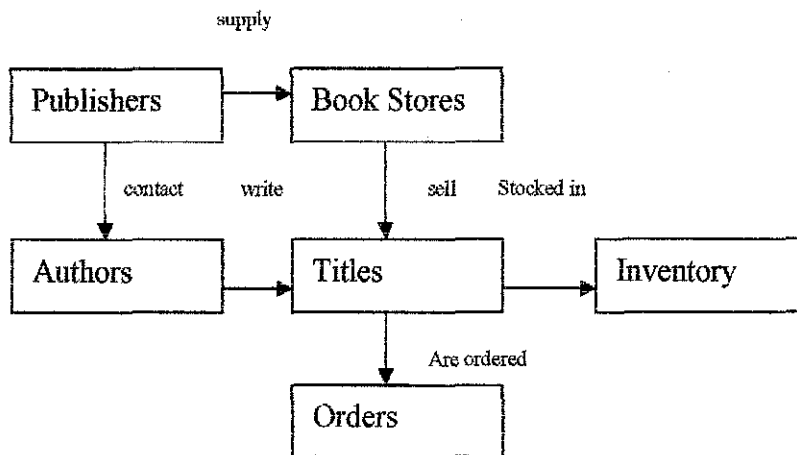 supply
Publishers
Book Stores
contact
write
sell
Stocked in
Authors
Titles
Inventory
Are ordered
Orders